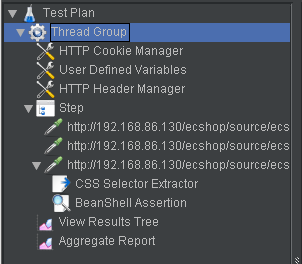 Test Plan
Thread Group
HTTP Cookie Manager
User Defined Variables
HTTP Header Manager
Step
http://192.168.86.130/ecshop/source/ecs
http://192.168.86.130/ecshop/source/ecs
http://192.168.86.130/ecshop/source/ecs
CSS Selector Extractor
BeanShell Assertion
View Results Tree
Aggregate Report